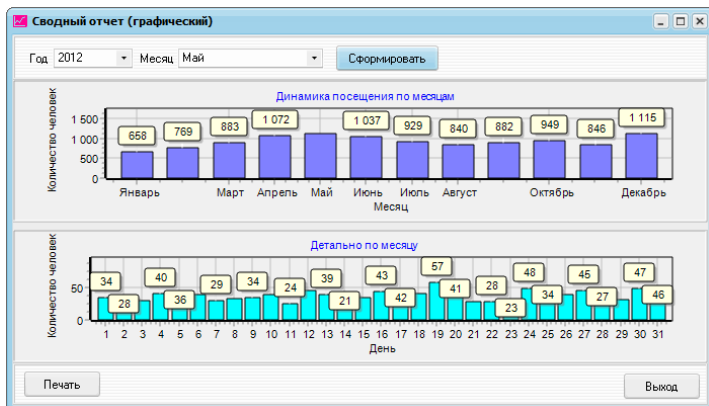 Сводный отчет (графический)
Год 2012 Месяц Май Сформировать
Динамика посещения по месяцам
Количество человек
1 500
1 000
500
0
658 769 883 1 072 1 037 929 840 882 949 846 1 115
Январь Март Апрель Май Июнь Июль Август Октябрь Декабрь
Месяц
Детально по месяцу
Количество человек
50
0
34 28 40 36 29 34 24 39 21 43 42 57 41 28 23 48 34 45 27 47 46
1 2 3 4 5 6 7 8 9 10 11 12 13 14 15 16 17 18 19 20 21 22 23 24 25 26 27 28 29 30 31
День
Печать Выход